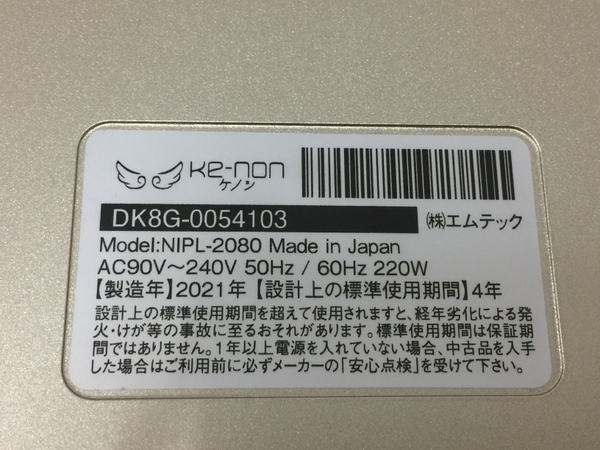 Ke-non
ケノン
DK8G-0054103
(株)エムテック
Model:NIPL-2080 Made in Japan
AC90V～240V 50Hz / 60Hz 220W
【製造年】2021年【設計上の標準使用期間】4年
設計上の標準使用期間を超えて使用されますと、経年劣化による発
火・けが等の事故に至るおそれがあります。標準使用期間は保証期
間ではありません。1年以上電源を入れていない場合、中古品を入手
した場合はご利用前に必ずメーカーの「安心点検」を受けて下さい。